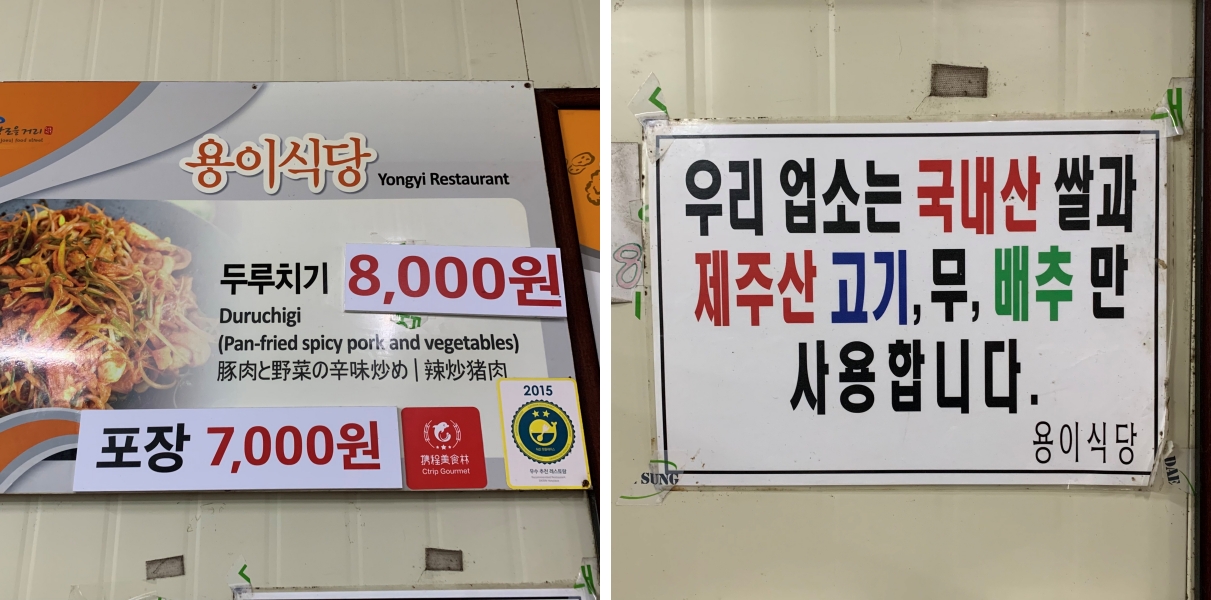 용이식당 Yongyi Restaurant
두루치기 8,000원
Duruchigi
(Pan-fried spicy pork and vegetables)
豚肉と野菜の辛味炒め | 辣炒猪肉
포장 7,000원
携程美食林
Ctrip Gourmet
2015
우리 업소는 국내산 쌀과
제주산 고기, 무, 배추 만
사용합니다.
용이식당
SUNG
DAE